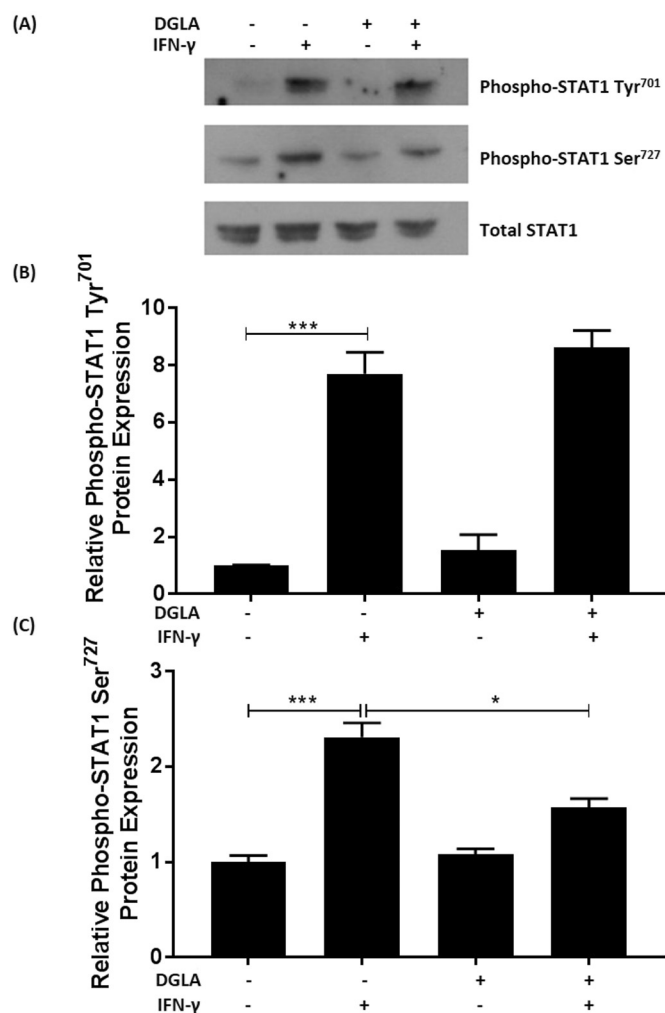 (A)
DGLA - - + +
IFN-γ - + - +
Phospho-STAT1 Tyr701
Phospho-STAT1 Ser727
Total STAT1
(B)
Relative Phospho-STAT1 Tyr701
Protein Expression
10
8
6
4
2
0
***
DGLA - - + +
IFN-γ - + - +
(C)
Relative Phospho-STAT1 Ser727
Protein Expression
3
2
1
0
*** *
DGLA - - + +
IFN-γ - + - +